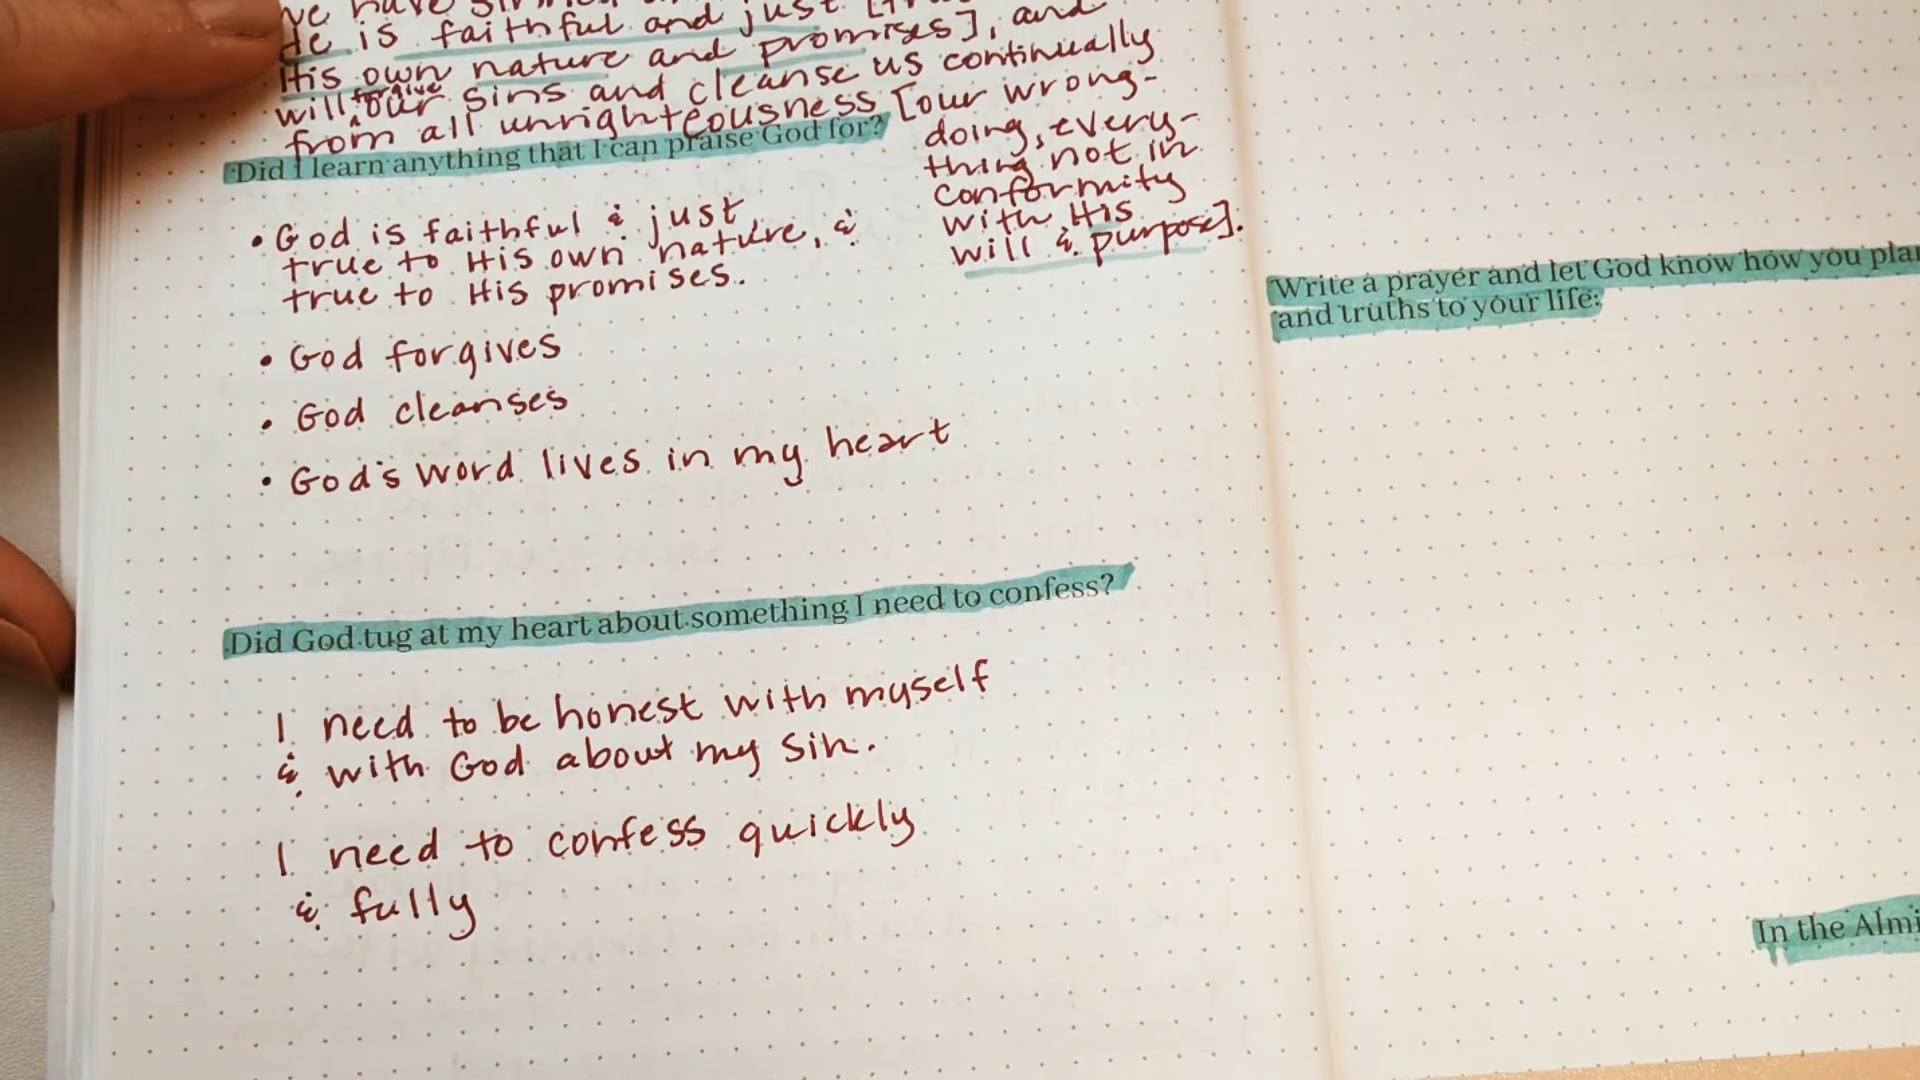 He is faithful and just
His own nature and promises], and
will forgive our sins and cleanse us continually
from all unrighteousness [our wrong-
doing, every-
thing not in
conformity
with His
will & purpose].
Did I learn anything that I can praise God for?
• God is faithful & just,
true to His own nature, &
true to His promises.
• God forgives
• God cleanses
• God's word lives in my heart
Did God tug at my heart about something I need to confess?
I need to be honest with myself
& with God about my sin.
I need to confess quickly
& fully
Write a prayer and let God know how you plan
and truths to your life:
In the Almi